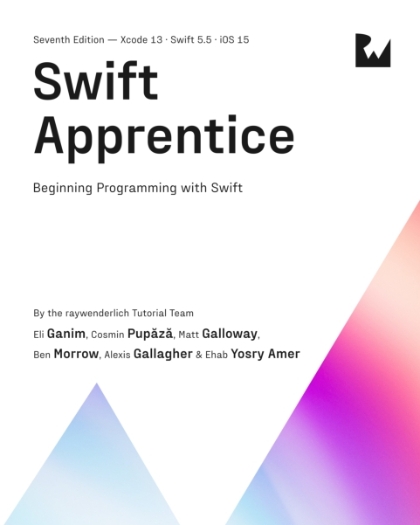 Seventh Edition — Xcode 13 · Swift 5.5 · iOS 15
Swift
Apprentice
Beginning Programming with Swift
By the raywenderlich Tutorial Team
Eli Ganim, Cosmin Pupăză, Matt Galloway,
Ben Morrow, Alexis Gallagher & Ehab Yosry Amer